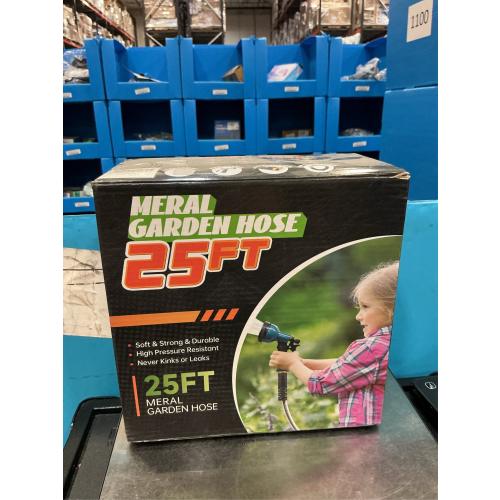 1100
MERAL
GARDEN HOSE
25FT
• Soft & Strong & Durable
• High Pressure Resistant
• Never Kinks or Leaks
25FT
MERAL
GARDEN HOSE